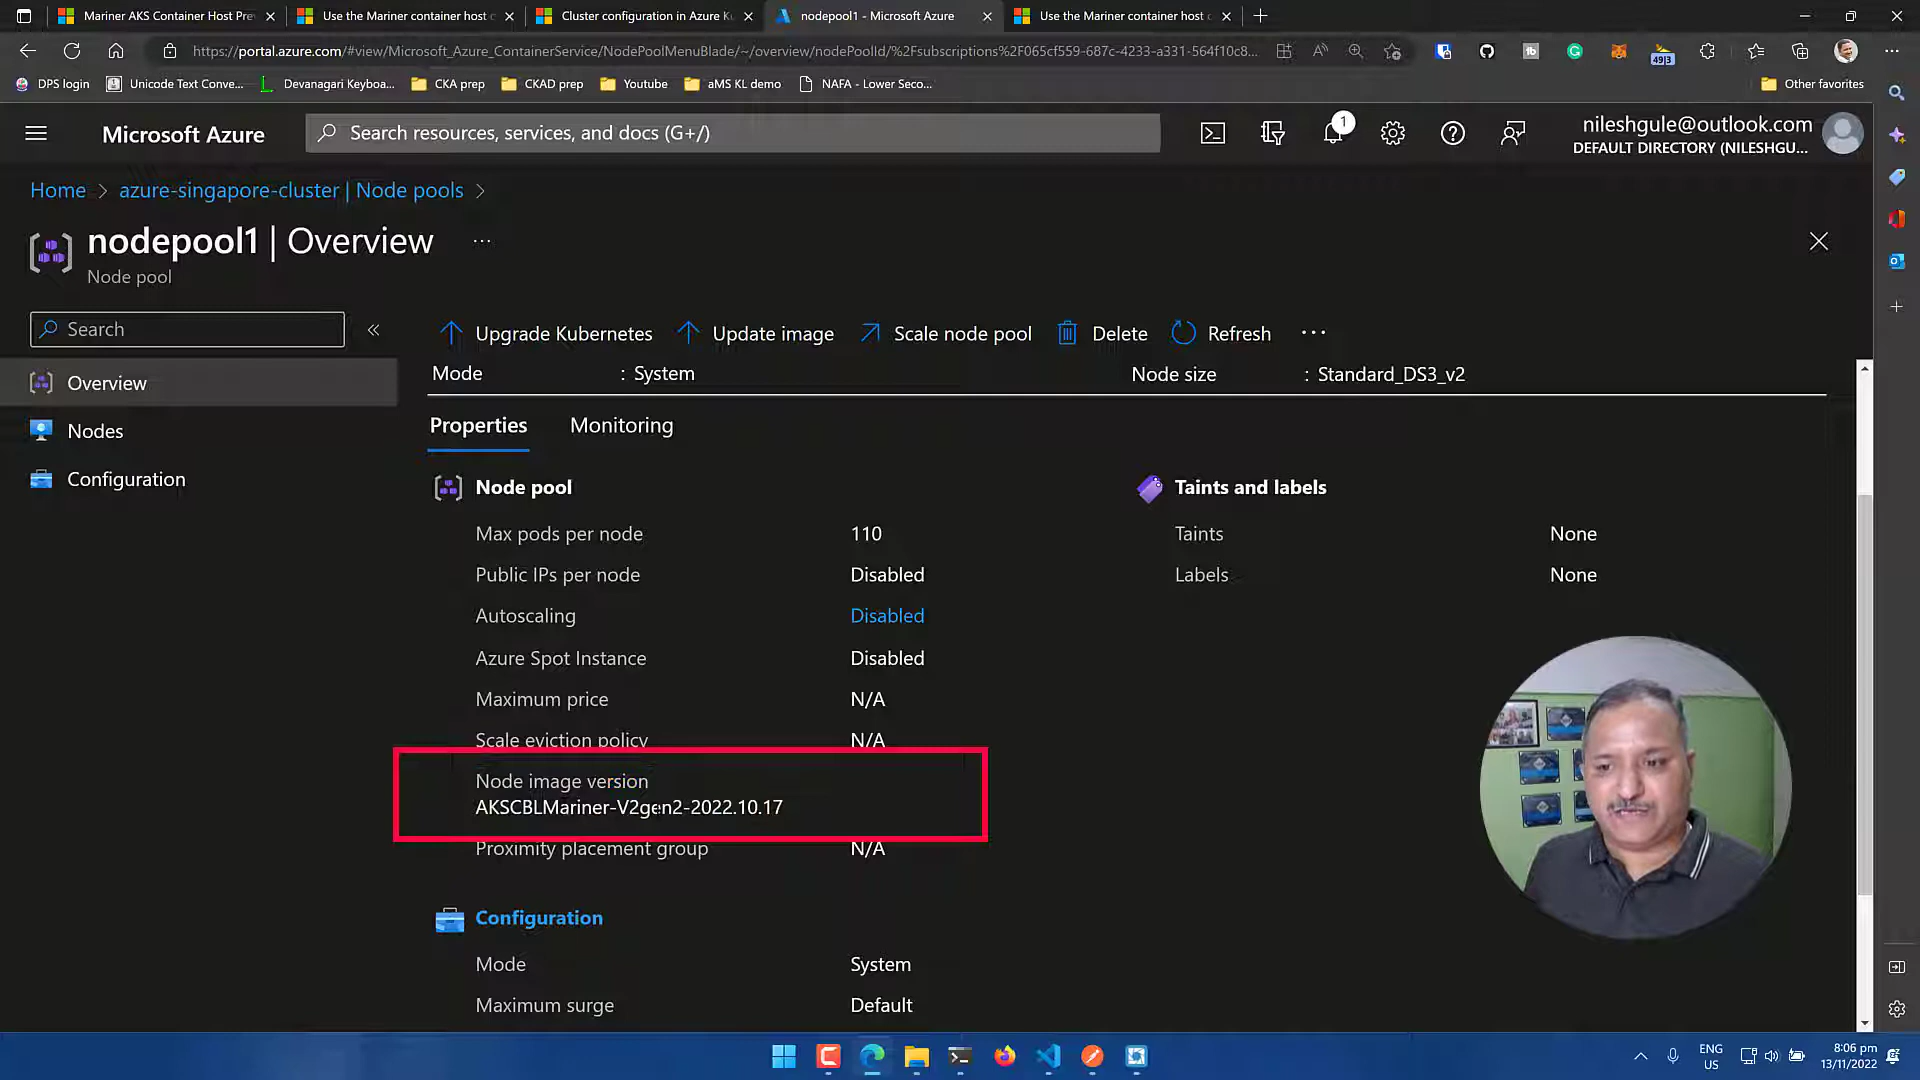 Mariner AKS Container Host Pre
Use the Mariner container host c
Cluster configuration in Azure Ku
nodepool1 - Microsoft Azure
Use the Mariner container host c
https://portal.azure.com/#view/Microsoft_Azure_ContainerService/NodePoolMenuBlade/~/overview/nodePoolId/%2Fsubscriptions%2F065cf559-687c-4233-a331-564f10c8...
DPS login
Unicode Text Conve...
Devanagari Keyboa...
CKA prep
CKAD prep
Youtube
aMS KL demo
NAFA - Lower Seco...
Other favorites
Microsoft Azure
Search resources, services, and docs (G+/)
1
nileshgule@outlook.com
DEFAULT DIRECTORY (NILESHGU...
Home > azure-singapore-cluster | Node pools >
nodepool1 | Overview ...
Node pool
Search
Overview
Nodes
Configuration
Upgrade Kubernetes
Update image
Scale node pool
Delete
Refresh
...
Mode : System
Node size : Standard_DS3_v2
Properties
Monitoring
Node pool
Max pods per node 110
Public IPs per node Disabled
Autoscaling Disabled
Azure Spot Instance Disabled
Maximum price N/A
Scale eviction policy N/A
Node image version
AKSCBLMariner-V2gen2-2022.10.17
Proximity placement group N/A
Taints and labels
Taints None
Labels None
Configuration
Mode System
Maximum surge Default
ENG
US
8:06 pm
13/11/2022